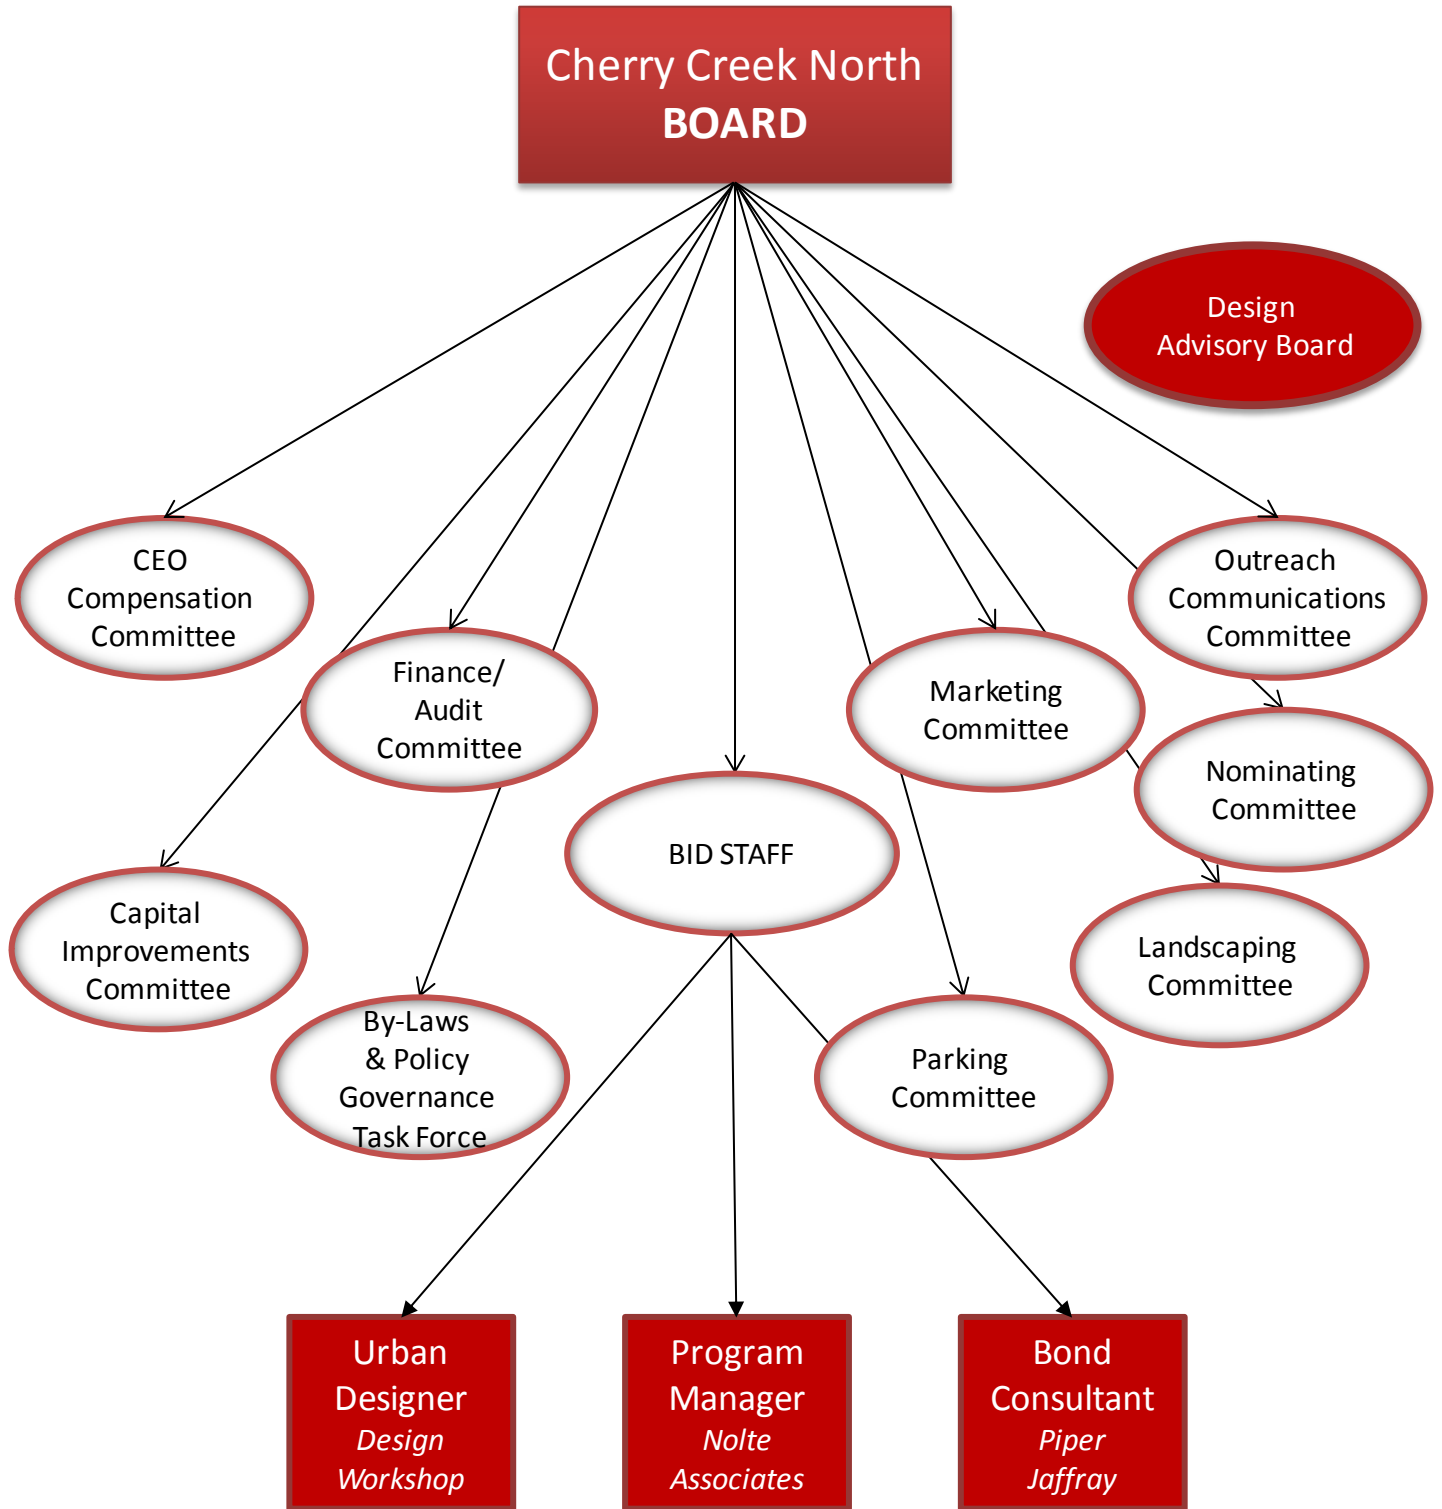 Cherry Creek North
BOARD
Design
Advisory Board
CEO
Compensation
Committee
Outreach
Communications
Committee
Finance/
Audit
Committee
Marketing
Committee
Nominating
Committee
BID STAFF
Capital
Improvements
Committee
Landscaping
Committee
By-Laws
& Policy
Governance
Task Force
Parking
Committee
Urban
Designer
Design
Workshop
Program
Manager
Nolte
Associates
Bond
Consultant
Piper
Jaffray